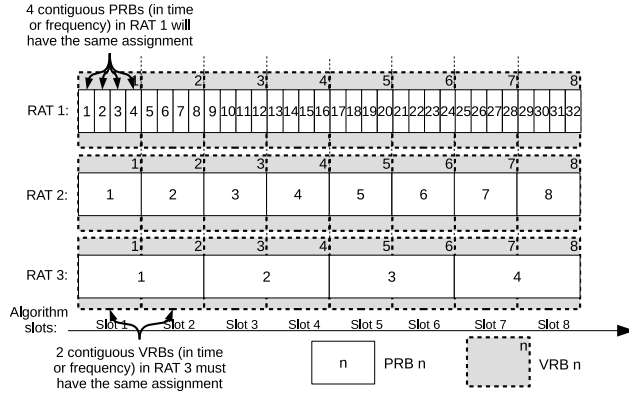 4 contiguous PRBs (in time
or frequency) in RAT 1 will
have the same assignment
1 2 3 4 5 6 7 8
RAT 1: 1 2 3 4 5 6 7 8 9 10 11 12 13 14 15 16 17 18 19 20 21 22 23 24 25 26 27 28 29 30 31 32
1 2 3 4 5 6 7 8
RAT 2: 1 2 3 4 5 6 7 8
1 2 3 4 5 6 7 8
RAT 3: 1 2 3 4
Algorithm
slots: Slot 1 Slot 2 Slot 3 Slot 4 Slot 5 Slot 6 Slot 7 Slot 8
2 contiguous VRBs (in time
or frequency) in RAT 3 must
have the same assignment
n PRB n
n VRB n